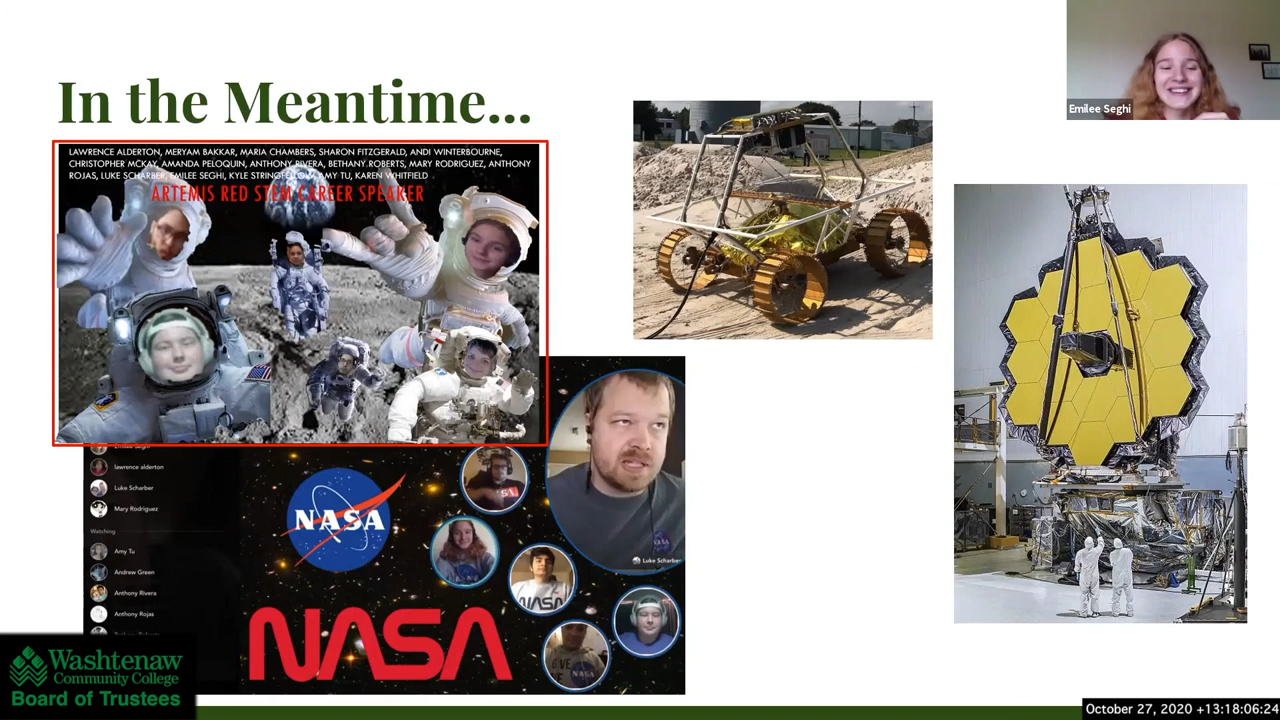 In the Meantime...
Emilee Seghi
LAWRENCE ALDERTON, MERYAM BAKKAR, MARIA CHAMBERS, SHARON FITZGERALD, ANDI WINTERBOURNE,
CHRISTOPHER MCKAY, AMANDA PELOQUIN, ANTHONY RIVERA, BETHANY ROBERTS, MARY RODRIGUEZ, ANTHONY
ROJAS, LUKE SCHARBER, EMILEE SEGHI, KYLE STRINGFELLOW, AMY TU, KAREN WHITFIELD
ARTEMIS RED STEM CAREER SPEAKER
lawrence alderton
Luke Scharber
Mary Rodriguez
Watching
Amy Tu
Andrew Green
Anthony Rivera
Anthony Rojas
NASA
Luke Scharber
NASA
NASA
Washtenaw
Community College
Board of Trustees
October 27, 2020 +13:18:06:24